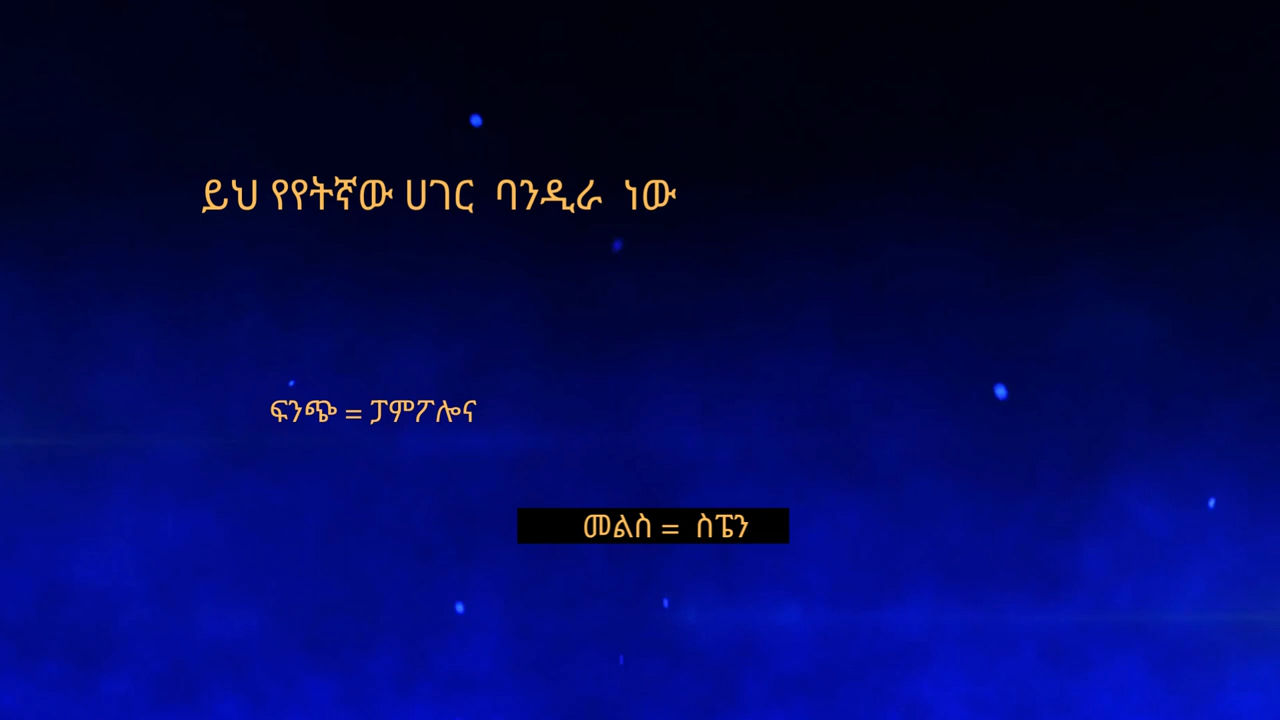 ይህ የየትኛው ሀገር ባንዲራ ነው
ፍንጭ = ፓምፖሎና
መልስ = ስፔን